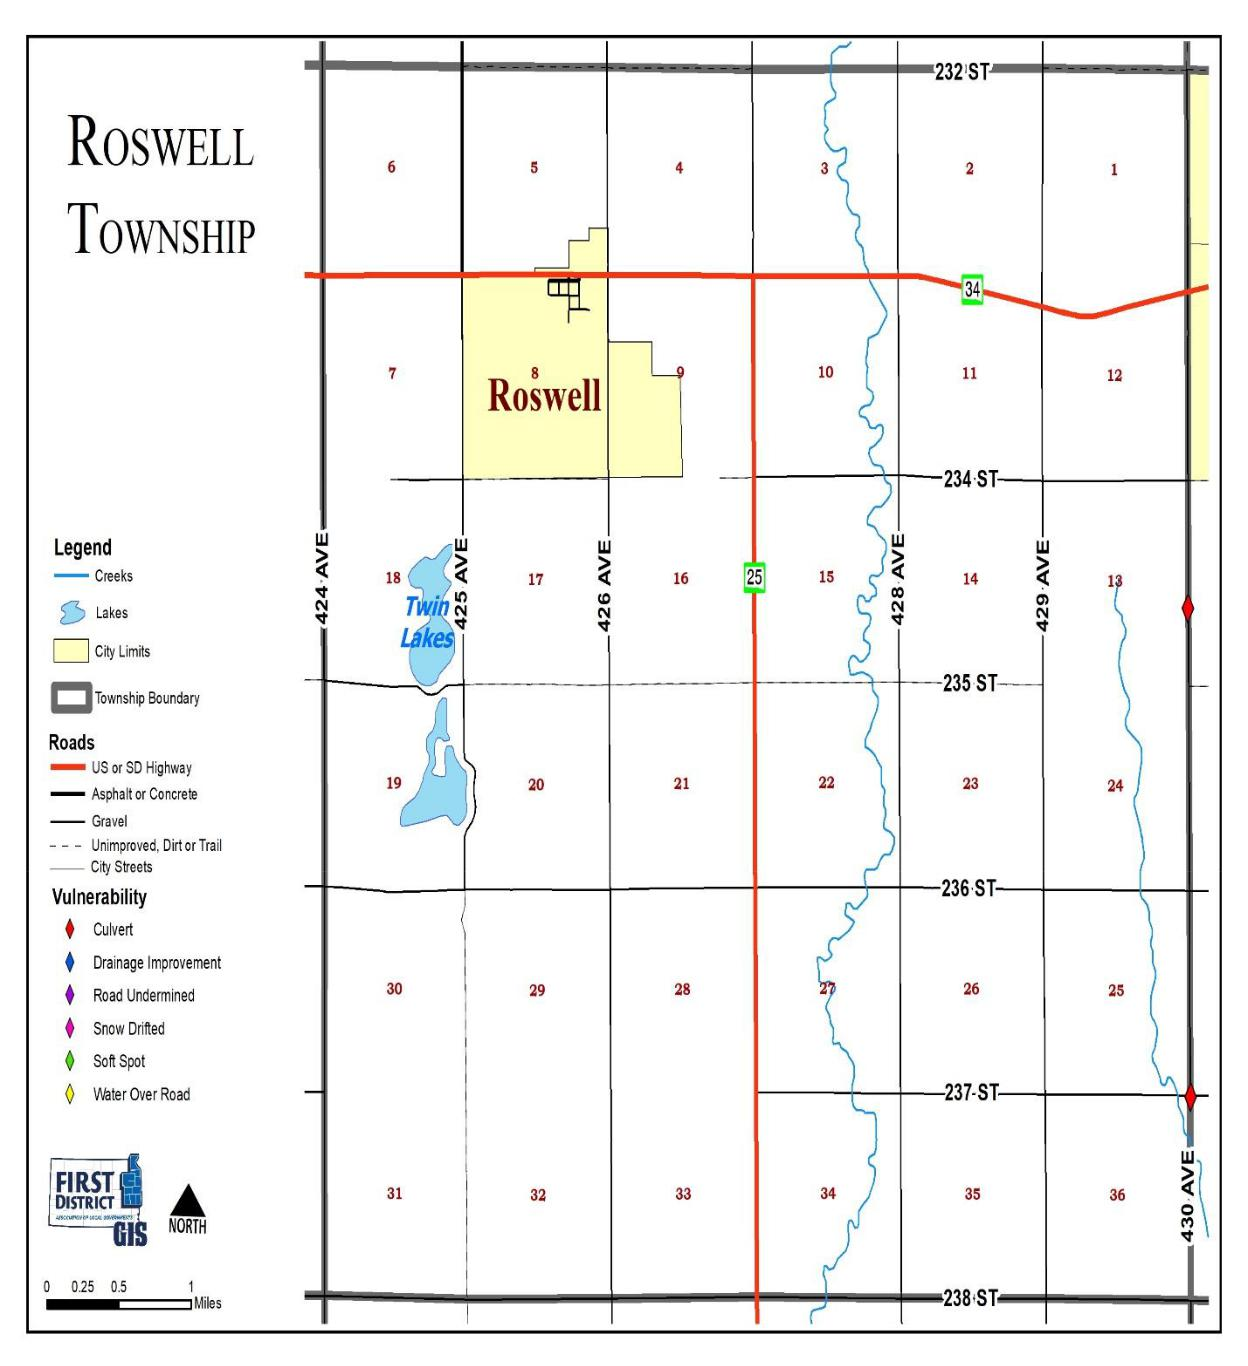 ROSWELL
TOWNSHIP
232 ST
6 5 4 3 2 1
34
7 8 9 10 11 12
Roswell
234 ST
424 AVE
425 AVE
426 AVE
428 AVE
429 AVE
18 17 16 25 15 14 13
Twin
Lakes
235 ST
19 20 21 22 23 24
236 ST
30 29 28 27 26 25
237 ST
31 32 33 34 35 36
430 AVE
238 ST
Legend
Creeks
Lakes
City Limits
Township Boundary
Roads
US or SD Highway
Asphalt or Concrete
Gravel
Unimproved, Dirt or Trail
City Streets
Vulnerability
Culvert
Drainage Improvement
Road Undermined
Snow Drifted
Soft Spot
Water Over Road
FIRST
DISTRICT
ASSOCIATION OF LOCAL GOVERNMENTS
GIS
NORTH
0 0.25 0.5 1
Miles